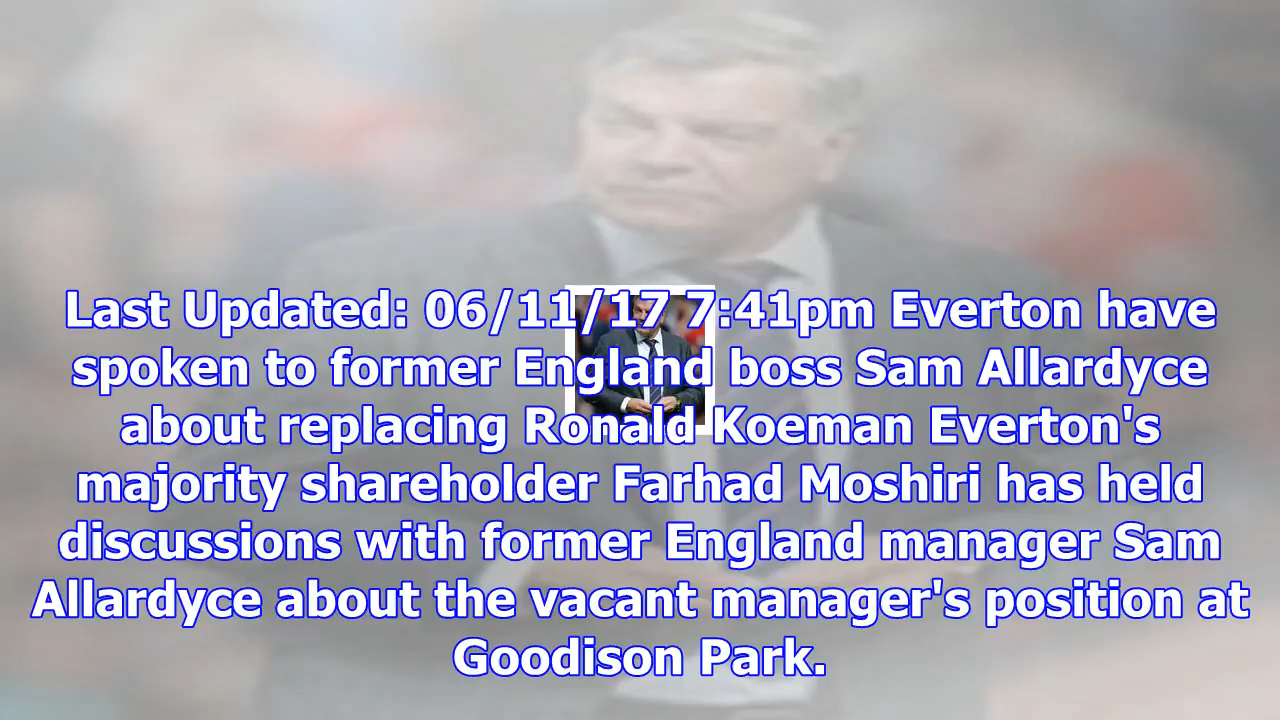 Last Updated: 06/11/17 7:41pm Everton have
spoken to former England boss Sam Allardyce
about replacing Ronald Koeman Everton's
majority shareholder Farhad Moshiri has held
discussions with former England manager Sam
Allardyce about the vacant manager's position at
Goodison Park.